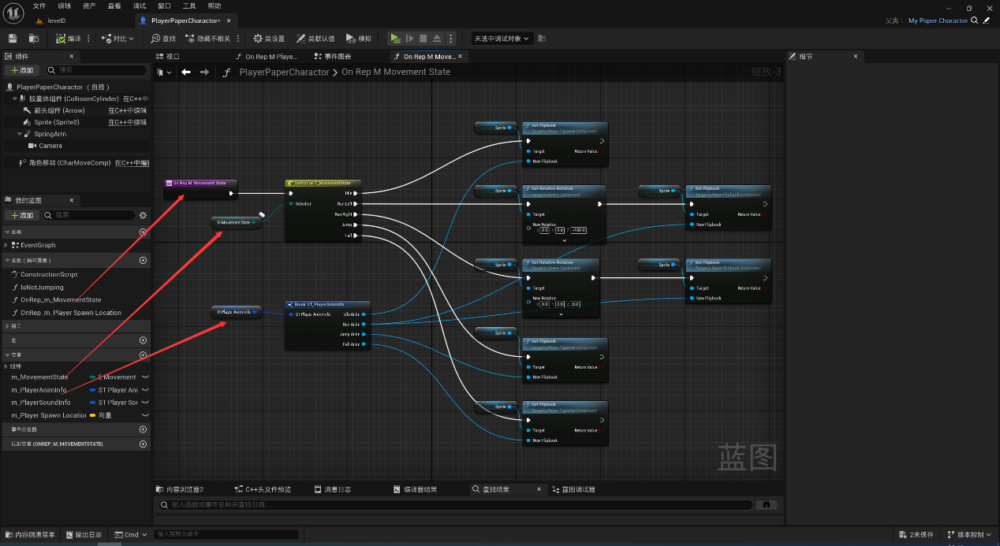 文件 编辑 资产 查看 调试 窗口 工具 帮助
level0
PlayerPaperCharactor•
父类： My Paper Charactor
编译 对比 查找 隐藏不相关 类设置 类默认值 模拟 未选中调试对象
组件
添加 搜索
PlayerPaperCharactor （自我）
胶囊体组件 (CollisionCylinder) 在C++中
箭头组件 (Arrow) 在C++中编辑
Sprite (Sprite0) 在C++中编辑
SpringArm
Camera
角色移动 (CharMoveComp) 在C++中编辑
我的蓝图
添加 搜索
图表
EventGraph
函数 (36可覆盖)
ConstructionScript
IsNotJumping
OnRep_m_MovementState
OnRep_m_Player Spawn Location
接口
宏
变量
组件
m_MovementState E Movement
m_PlayerAnimInfo ST Player Ani
m_PlayerSoundInfo ST Player Sou
m_Player Spawn Location 向量
事件分发器
局部变量 (ONREP_M_MOVEMENTSTATE)
视口 On Rep M Playe... 事件图表 On Rep M Move...
PlayerPaperCharactor On Rep M Movement State
缩放-3
On Rep M Movement State
M Movement State
Switch on E_MovementState
Idle
Selection Run Left
Run Right
Jump
Fall
M Player Anim Info
Break ST_PlayerAnimInfo
ST Player Anim Info Idle Anim
Run Anim
Jump Anim
Fall Anim
Sprite
Set Flipbook
Target is Paper Flipbook Component
Target Return Value
New Flipbook
Sprite
Set Relative Rotation
Target is Scene Component
Target
New Rotation
X 0.0 Y 0.0 Z -180.0
Sprite
Set Flipbook
Target is Paper Flipbook Component
Target Return Value
New Flipbook
Sprite
Set Relative Rotation
Target is Scene Component
Target
New Rotation
X 0.0 Y 0.0 Z 0.0
Sprite
Set Flipbook
Target is Paper Flipbook Component
Target Return Value
New Flipbook
Sprite
Set Flipbook
Target is Paper Flipbook Component
Target Return Value
New Flipbook
Sprite
Set Flipbook
Target is Paper Flipbook Component
Target Return Value
New Flipbook
蓝图
细节
内容浏览器2 C++头文件预览 消息日志 编译器结果 查找结果 蓝图调试器
输入函数或事件名称来查找引用....
内容侧滑菜单 输出日志 Cmd 输入控制台命令
2未保存 版本控制